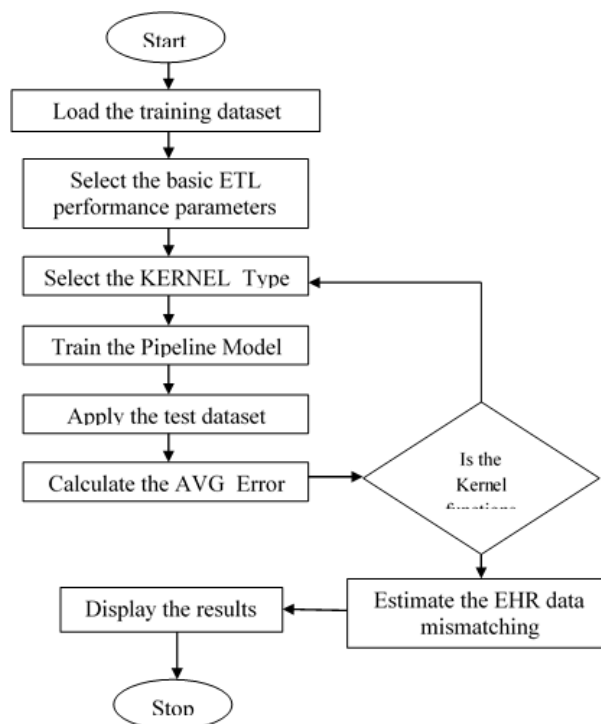 Start
Load the training dataset
Select the basic ETL
performance parameters
Select the KERNEL Type
Train the Pipeline Model
Apply the test dataset
Calculate the AVG Error
Is the
Kernel
functions
Estimate the EHR data
mismatching
Display the results
Stop